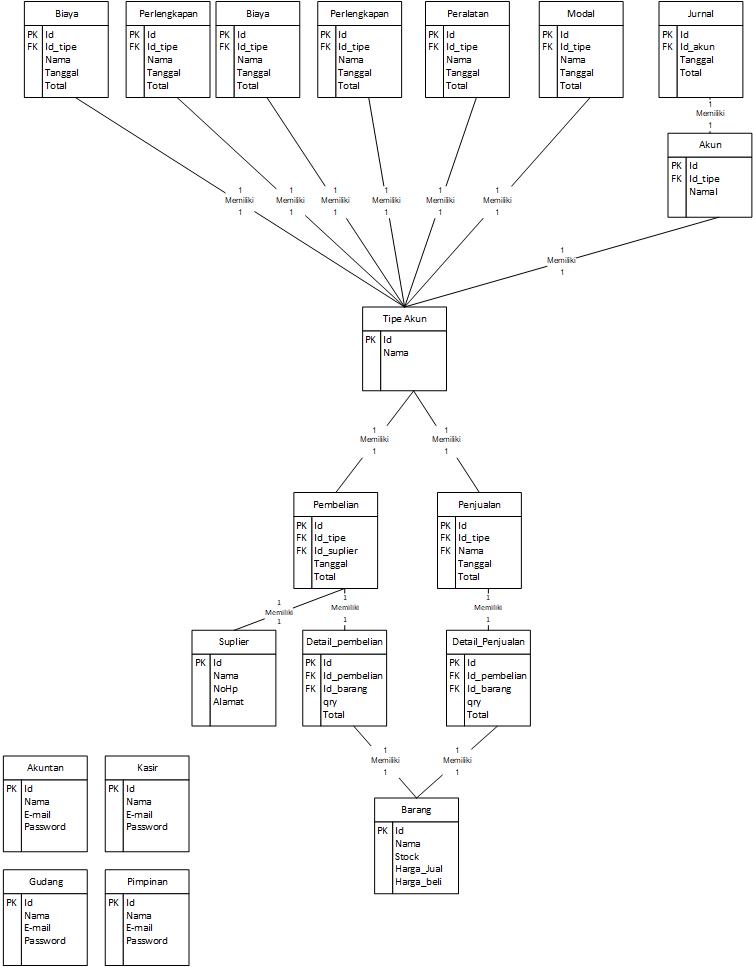 Biaya
PK Id
FK Id_tipe
Nama
Tanggal
Total
Perlengkapan
PK Id
FK Id_tipe
Nama
Tanggal
Total
Biaya
PK Id
FK Id_tipe
Nama
Tanggal
Total
Perlengkapan
PK Id
FK Id_tipe
Nama
Tanggal
Total
Peralatan
PK Id
FK Id_tipe
Nama
Tanggal
Total
Modal
PK Id
FK Id_tipe
Nama
Tanggal
Total
Jurnal
PK Id
FK Id_akun
Tanggal
Total
1
Memiliki
1
Akun
PK Id
FK Id_tipe
Namal
1
Memiliki
1
1
Memiliki
1
1
Memiliki
1
1
Memiliki
1
1
Memiliki
1
1
Memiliki
1
1
Memiliki
1
Tipe Akun
PK Id
Nama
1
Memiliki
1
1
Memiliki
1
Pembelian
PK Id
FK Id_tipe
FK Id_suplier
Tanggal
Total
Penjualan
PK Id
FK Id_tipe
FK Nama
Tanggal
Total
1
Memiliki
1
1
Memiliki
1
1
Memiliki
1
Suplier
PK Id
Nama
NoHp
Alamat
Detail_pembelian
PK Id
FK Id_pembelian
FK Id_barang
qry
Total
Detail_Penjualan
PK Id
FK Id_pembelian
FK Id_barang
qry
Total
1
Memiliki
1
1
Memiliki
1
Barang
PK Id
Nama
Stock
Harga_Jual
Harga_beli
Akuntan
PK Id
Nama
E-mail
Password
Kasir
PK Id
Nama
E-mail
Password
Gudang
PK Id
Nama
E-mail
Password
Pimpinan
PK Id
Nama
E-mail
Password